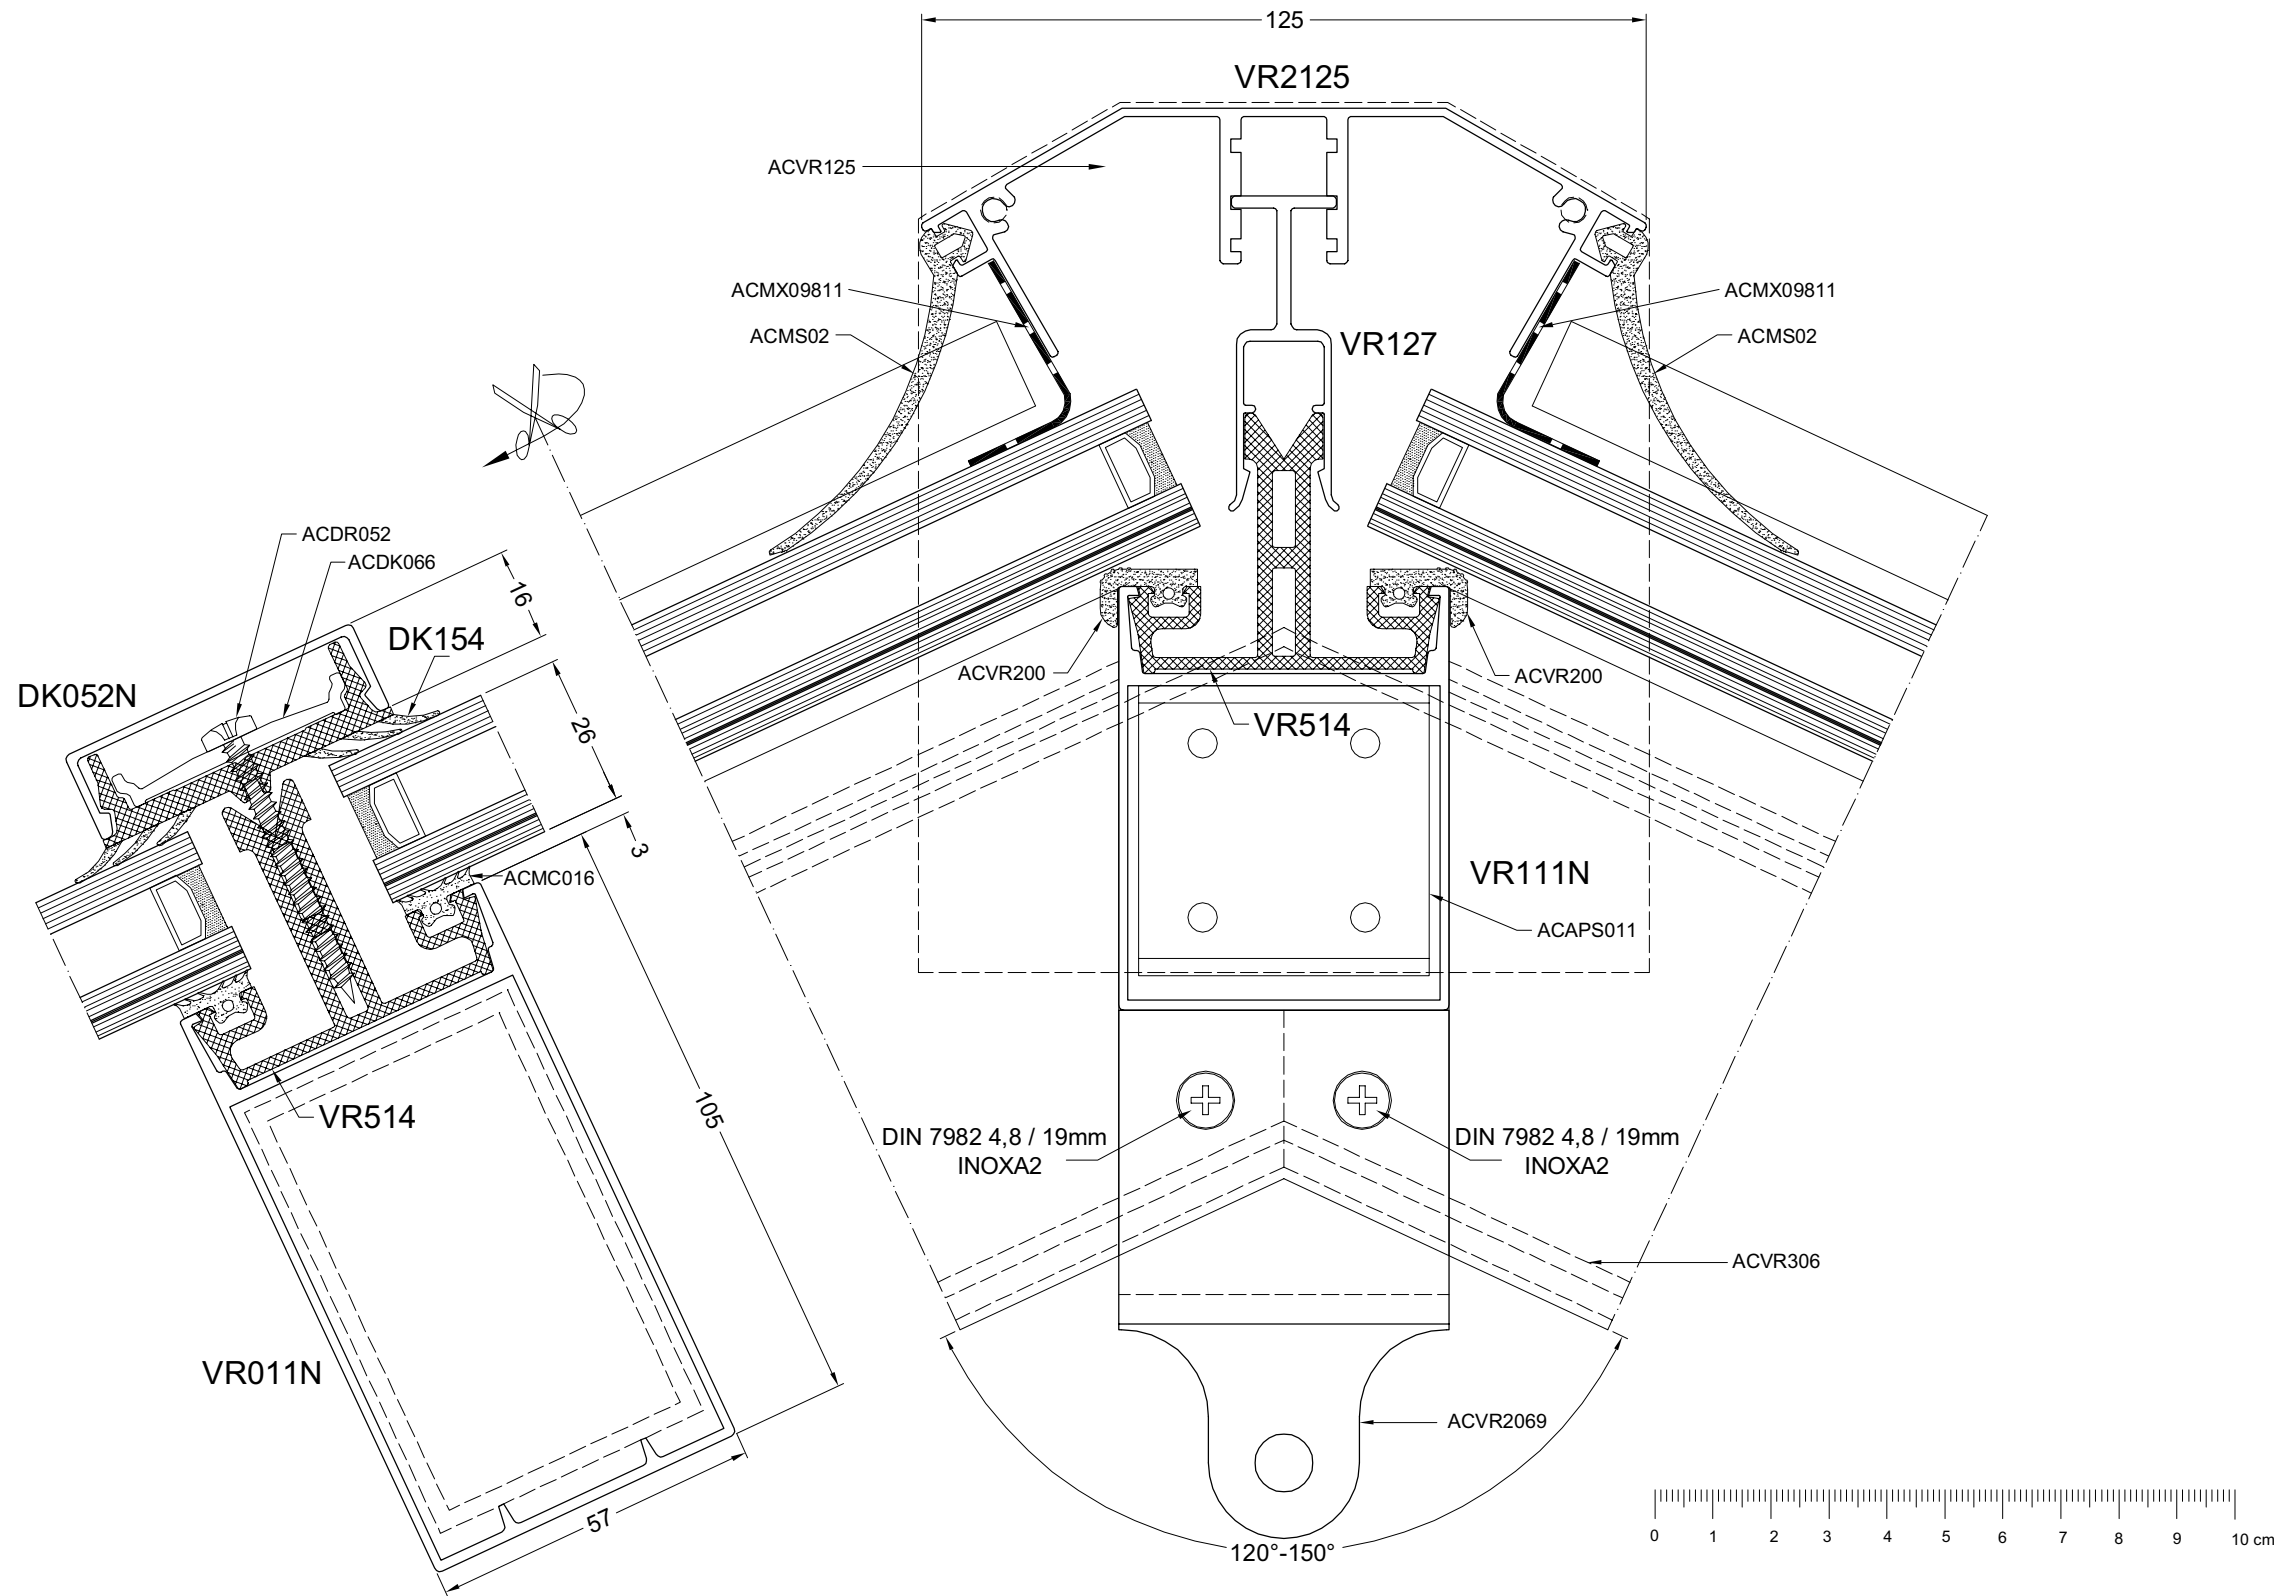 125
VR2125
ACVR125
ACMX09811
ACMX09811
ACMS02
ACMS02
VR127
ACDR052
ACDK066
16
DK154
DK052N
26
ACVR200
ACVR200
VR514
3
ACMC016
VR111N
ACAPS011
105
VR514
DIN 7982 4,8 / 19mm
INOXA2
DIN 7982 4,8 / 19mm
INOXA2
ACVR306
VR011N
ACVR2069
57
120°-150°
0 1 2 3 4 5 6 7 8 9 10 cm